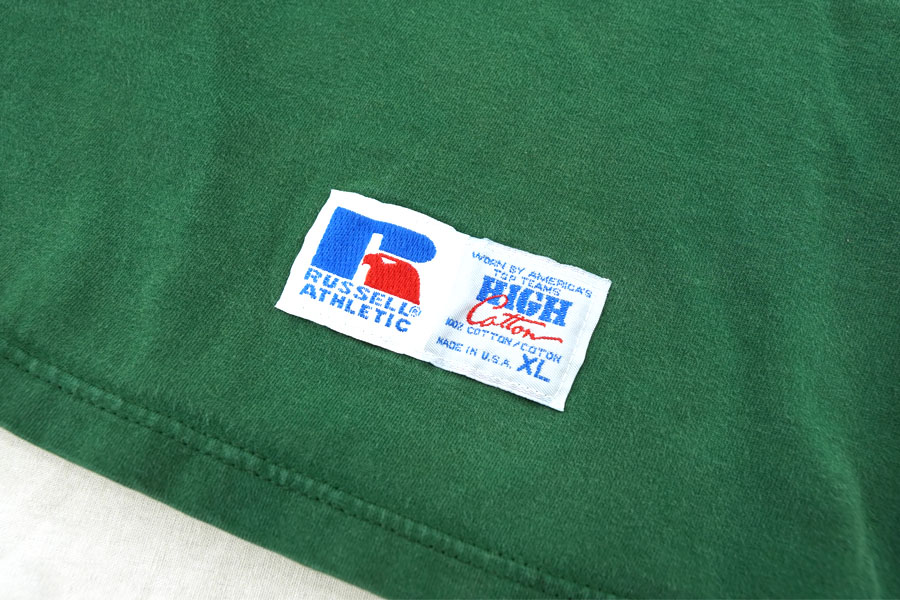 RUSSELL®
ATHLETIC
WORN BY AMERICA'S
TOP TEAMS
HIGH
Cotton
100% COTTON/COTON
MADE IN U.S.A. XL